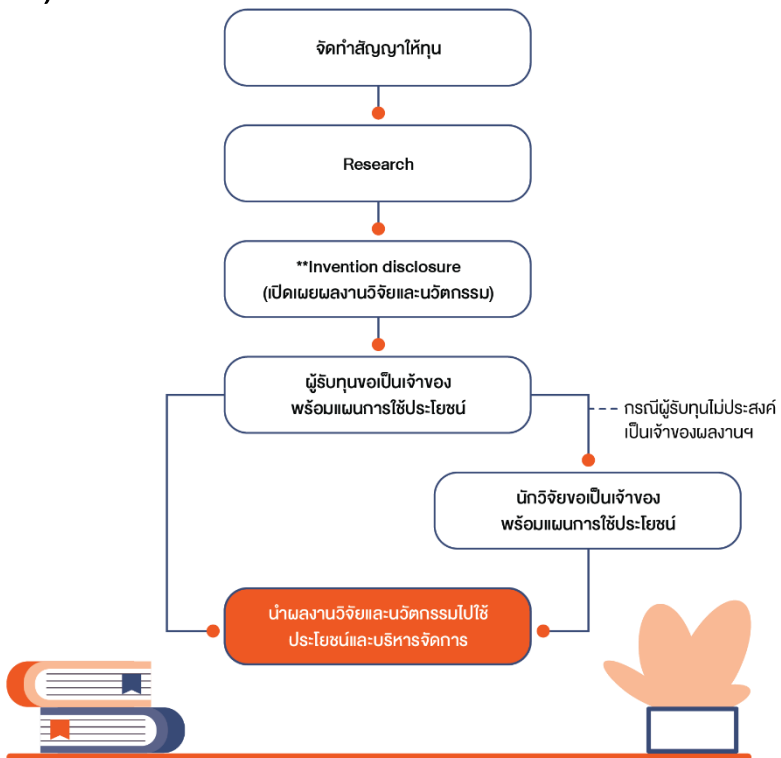 จัดทำสัญญาให้ทุน
Research
**Invention disclosure
(เปิดเผยผลงานวิจัยและนวัตกรรม)
ผู้รับทุนขอเป็นเจ้าของ
พร้อมแผนการใช้ประโยชน์
กรณีผู้รับทุนไม่ประสงค์
เป็นเจ้าของผลงานฯ
นักวิจัยขอเป็นเจ้าของ
พร้อมแผนการใช้ประโยชน์
นำผลงานวิจัยและนวัตกรรมไปใช้
ประโยชน์และบริหารจัดการ